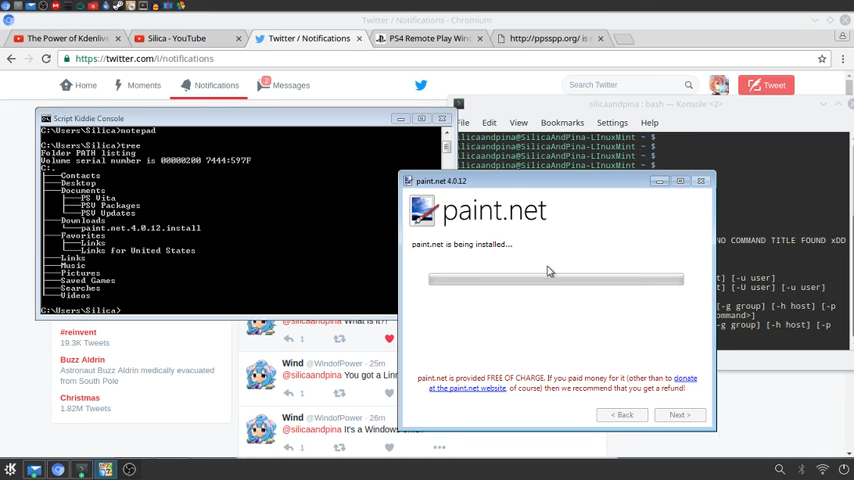 Twitter / Notifications - Chromium
The Power of Kdenlive
Silica - YouTube
Twitter / Notifications
PS4 Remote Play Win
http://ppsspp.org/ is
https://twitter.com/i/notifications
Home
Moments
Notifications
2
Messages
Search Twitter
Tweet
silicaandpina : bash — Konsole <2>
File Edit View Bookmarks Settings Help
silicaandpina@SilicaAndPina-LInuxMint ~ $
silicaandpina@SilicaAndPina-LInuxMint ~ $
silicaandpina@SilicaAndPina-LInuxMint ~ $
silicaandpina@SilicaAndPina-LInuxMint ~ $
NO COMMAND TITLE FOUND xDD
[-u user]
[-U user] [-u user]
[-g group] [-h host] [-p
ommand>]
[-g group] [-h host] [-p
Script Kiddie Console
C:\Users\Silica>notepad
C:\Users\Silica>tree
Folder PATH listing
Volume serial number is 00000200 7444:597F
C:.
Contacts
Desktop
Documents
PS Vita
PSV Packages
PSV Updates
Downloads
paint.net.4.0.12.install
Favorites
Links
Links for United States
Links
Music
Pictures
Saved Games
Searches
Videos
C:\Users\Silica>
paint.net 4.0.12
paint.net
paint.net is being installed...
paint.net is provided FREE OF CHARGE. If you paid money for it (other than to donate
at the paint.net website, of course) then we recommend that you get a refund!
< Back
Next >
#reinvent
19.3K Tweets
Buzz Aldrin
Astronaut Buzz Aldrin medically evacuated
from South Pole
Christmas
1.82M Tweets
@silicaandpina What is it?!
1
Wind @WindofPower · 25m
@silicaandpina You got a Lin
1
Wind @WindofPower · 26m
@silicaandpina It's a Windows
1